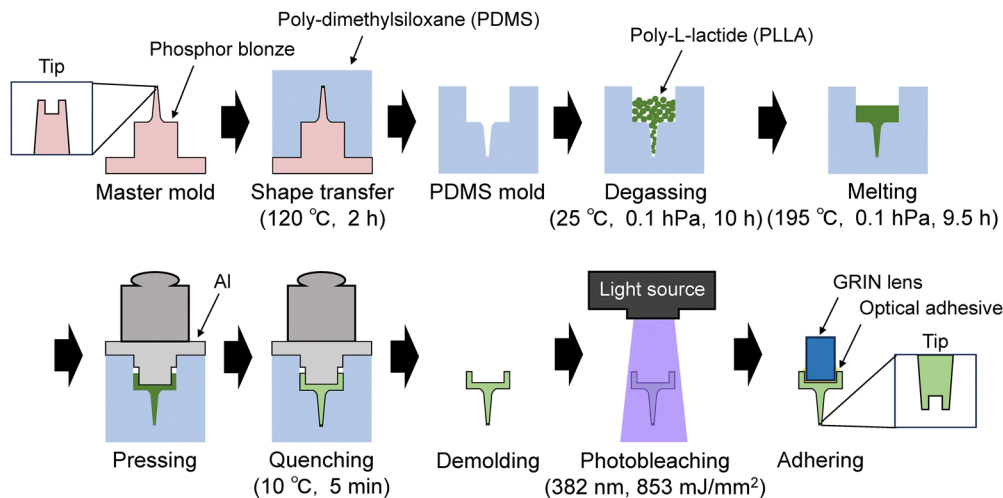 Poly-dimethylsiloxane (PDMS)
Phosphor blonze
Poly-L-lactide (PLLA)
Tip
Master mold
Shape transfer
(120 ℃, 2 h)
PDMS mold
Degassing
(25 ℃, 0.1 hPa, 10 h)
Melting
(195 ℃, 0.1 hPa, 9.5 h)
Al
Light source
GRIN lens
Optical adhesive
Tip
Pressing
Quenching
(10 ℃, 5 min)
Demolding
Photobleaching
(382 nm, 853 mJ/mm²)
Adhering